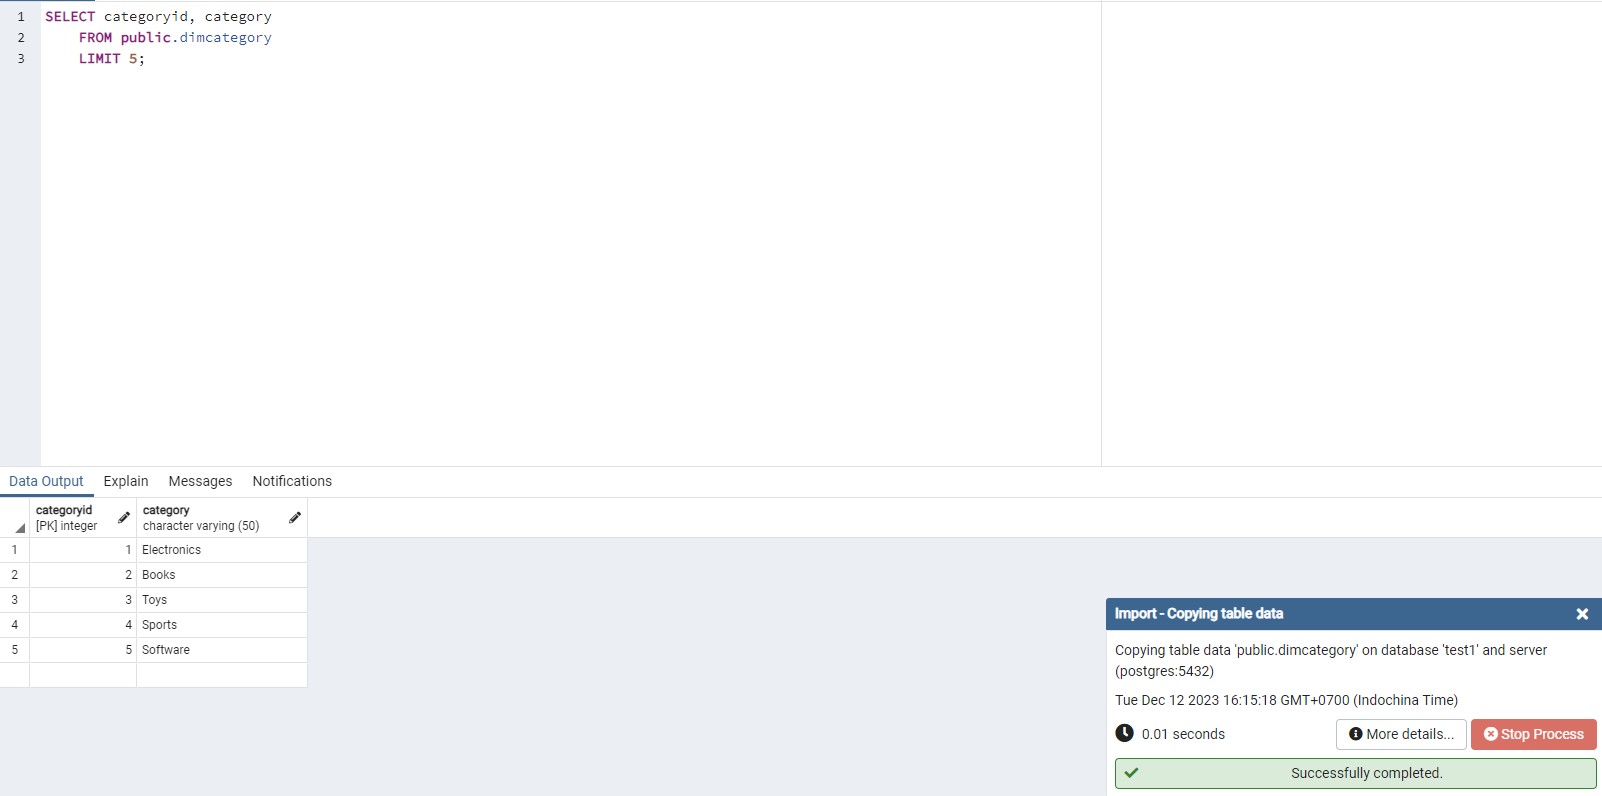 1 SELECT categoryid, category
2 FROM public.dimcategory
3 LIMIT 5;
Data Output Explain Messages Notifications
categoryid category
[PK] integer character varying (50)
1 1 Electronics
2 2 Books
3 3 Toys
4 4 Sports
5 5 Software
Import - Copying table data
Copying table data 'public.dimcategory' on database 'test1' and server
(postgres:5432)
Tue Dec 12 2023 16:15:18 GMT+0700 (Indochina Time)
0.01 seconds More details... Stop Process
Successfully completed.